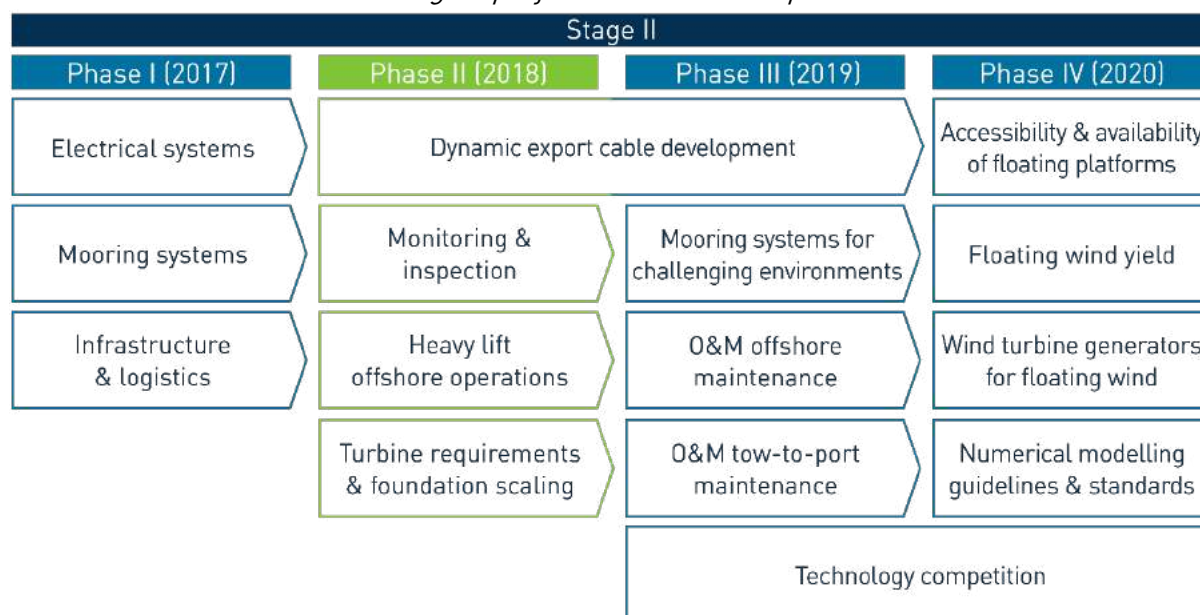 Stage II
Phase I (2017)
Phase II (2018)
Phase III (2019)
Phase IV (2020)
Electrical systems
Dynamic export cable development
Accessibility & availability
of floating platforms
Mooring systems
Monitoring &
inspection
Mooring systems for
challenging environments
Floating wind yield
Infrastructure
& logistics
Heavy lift
offshore operations
O&M offshore
maintenance
Wind turbine generators
for floating wind
Turbine requirements
& foundation scaling
O&M tow-to-port
maintenance
Numerical modelling
guidelines & standards
Technology competition